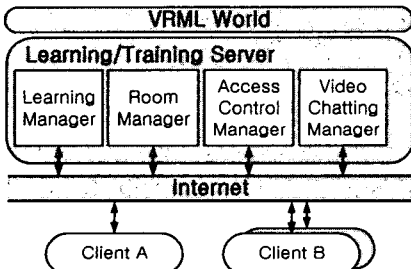 VRML World
Learning/Training Server
Learning
Manager
Room
Manager
Access
Control
Manager
Video
Chatting
Manager
Internet
Client A
Client B